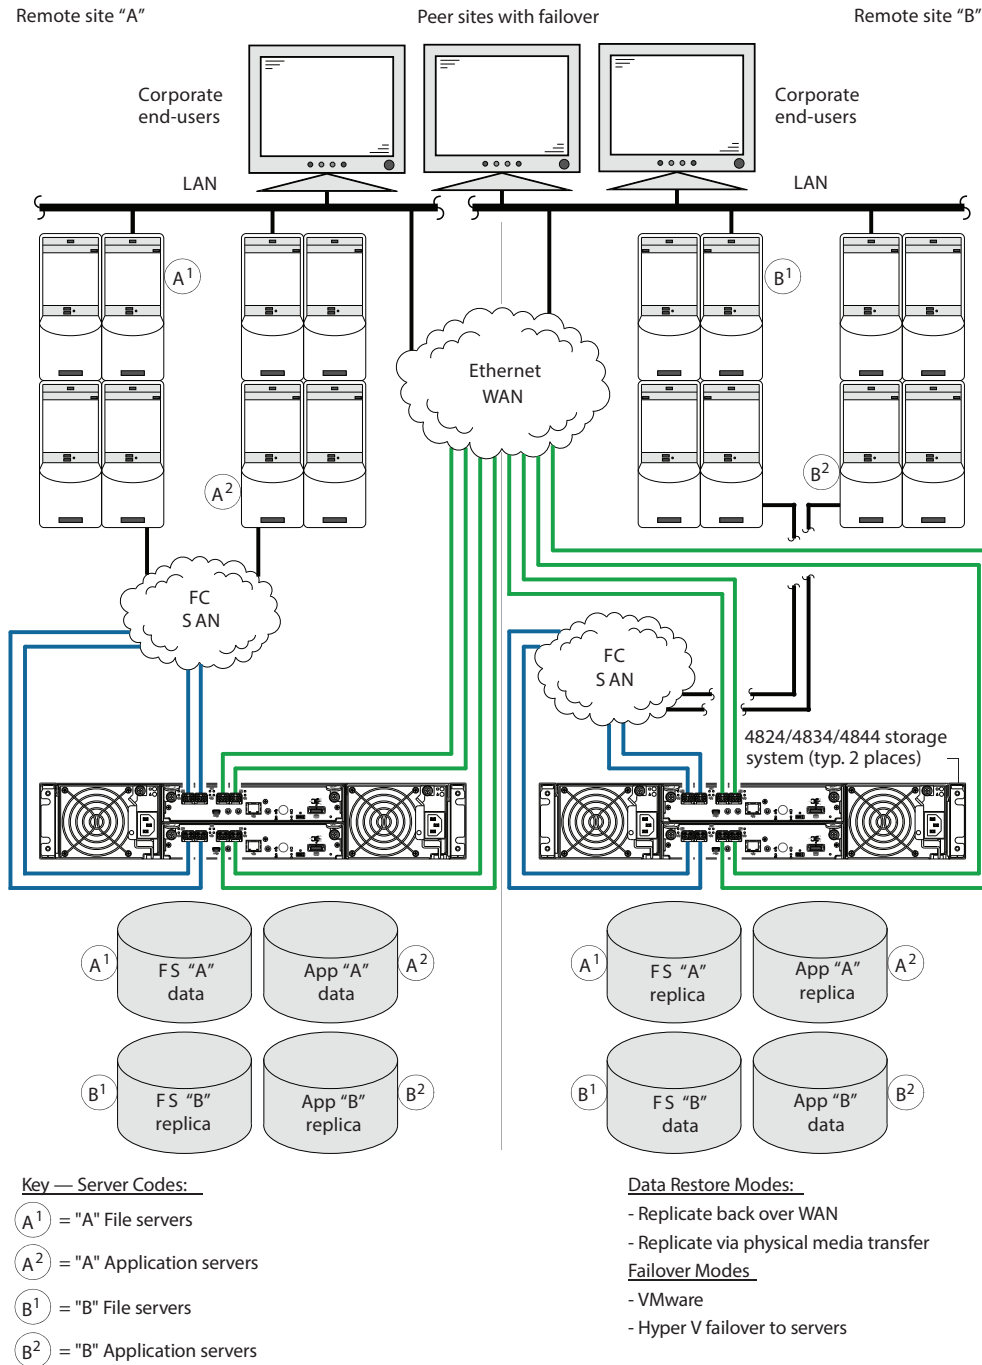 Remote site “A”
Peer sites with failover
Remote site “B”
Corporate
end-users
Corporate
end-users
LAN
LAN
A1
B1
Ethernet
WAN
A2
B2
FC
S AN
FC
S AN
4824/4834/4844 storage
system (typ. 2 places)
A1
F S “A”
data
App “A”
data
A2
A1
F S “A”
replica
App “A”
replica
A2
B1
F S “B”
replica
App “B”
replica
B2
B1
F S “B”
data
App “B”
data
B2
Key — Server Codes:
A1 = "A" File servers
A2 = "A" Application servers
B1 = "B" File servers
B2 = "B" Application servers
Data Restore Modes:
- Replicate back over WAN
- Replicate via physical media transfer
Failover Modes
- VMware
- Hyper V failover to servers